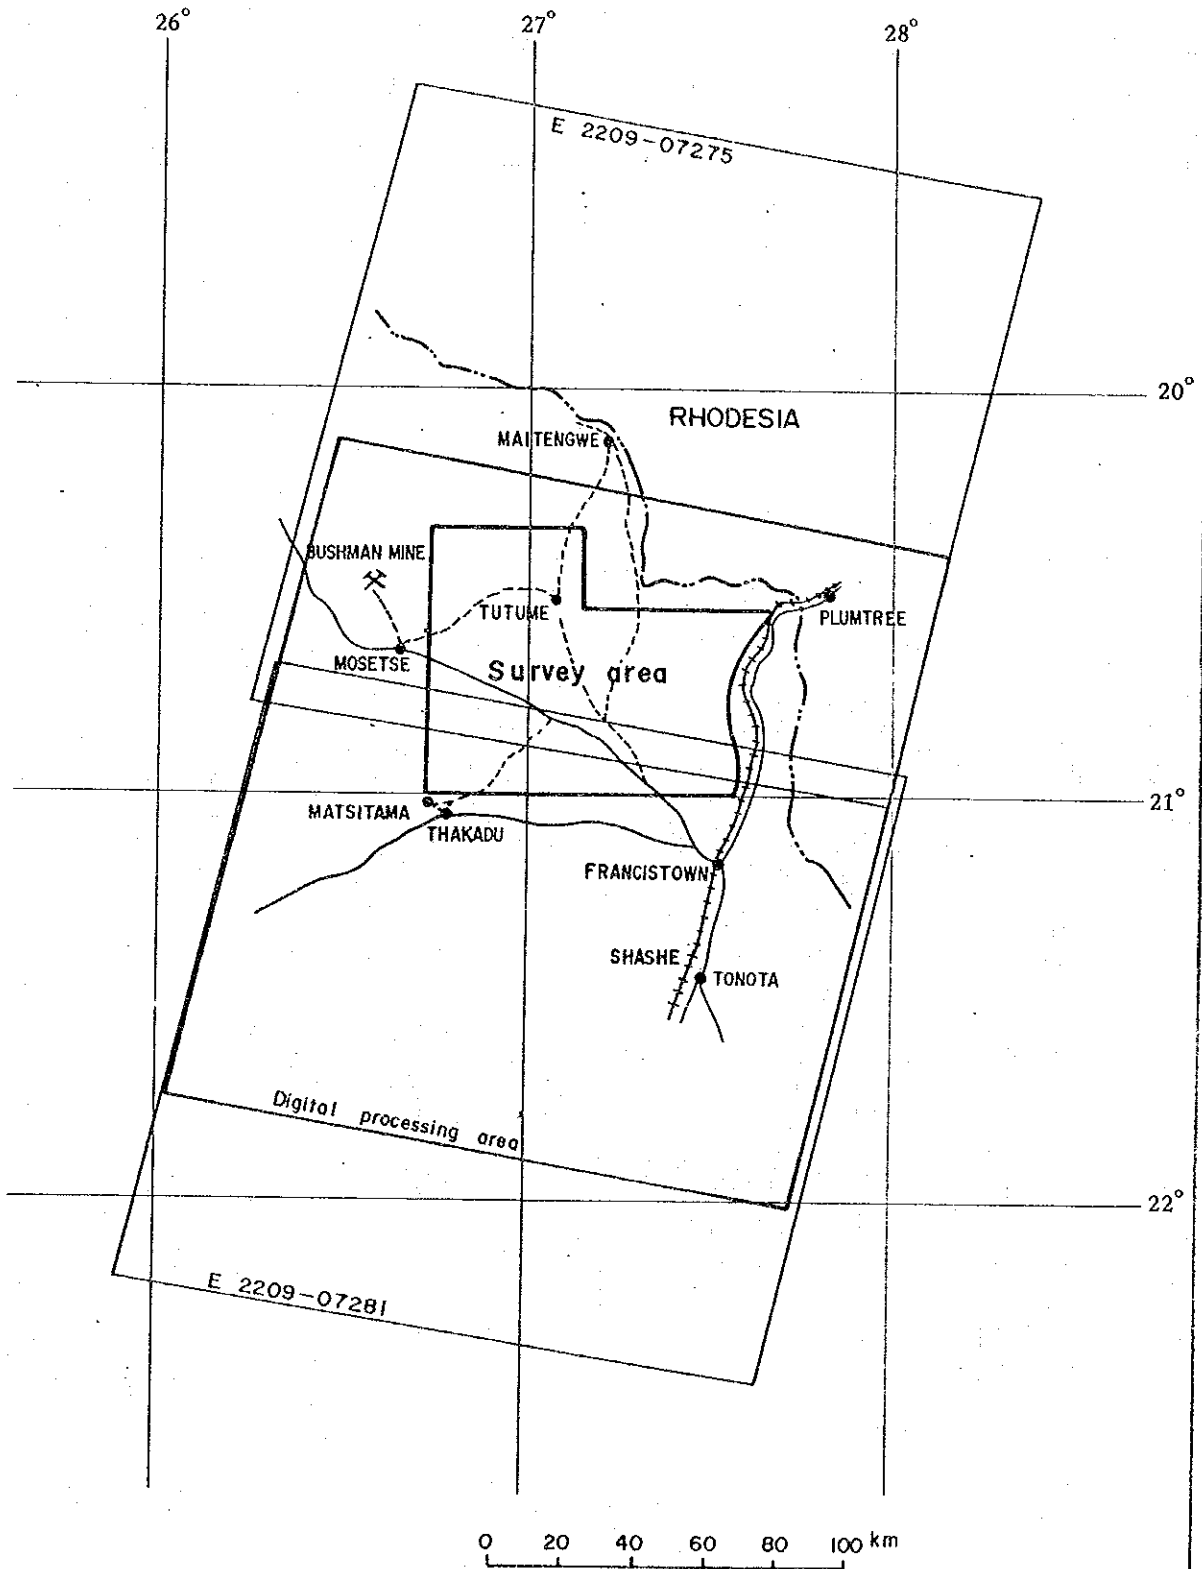 26°
27°
28°
E 2209-07275
20°
RHODESIA
MAITENGWE
BUSHMAN MINE
TUTUME
PLUMTREE
MOSETSE
Survey area
21°
MATSITAMA
THAKADU
FRANCISTOWN
SHASHE
TONOTA
Digital processing area
22°
E 2209-07281
0 20 40 60 80 100 km